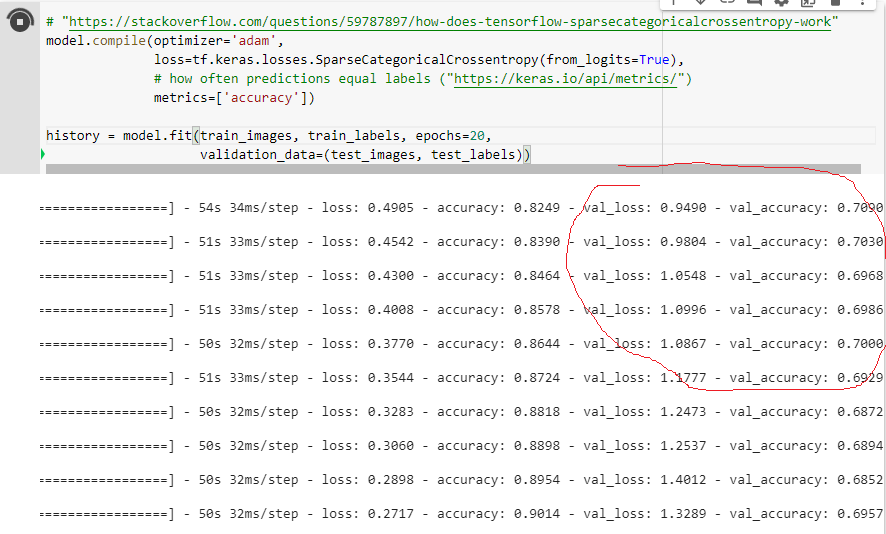 # "https://stackoverflow.com/questions/59787897/how-does-tensorflow-sparsecategoricalcrossentropy-work"
model.compile(optimizer='adam',
loss=tf.keras.losses.SparseCategoricalCrossentropy(from_logits=True),
# how often predictions equal labels ("https://keras.io/api/metrics/")
metrics=['accuracy'])
history = model.fit(train_images, train_labels, epochs=20,
validation_data=(test_images, test_labels))
=================] - 54s 34ms/step - loss: 0.4905 - accuracy: 0.8249 - val_loss: 0.9490 - val_accuracy: 0.7090
=================] - 51s 33ms/step - loss: 0.4542 - accuracy: 0.8390 - val_loss: 0.9804 - val_accuracy: 0.7030
=================] - 51s 33ms/step - loss: 0.4300 - accuracy: 0.8464 - val_loss: 1.0548 - val_accuracy: 0.6968
=================] - 51s 33ms/step - loss: 0.4008 - accuracy: 0.8578 - val_loss: 1.0996 - val_accuracy: 0.6986
=================] - 50s 32ms/step - loss: 0.3770 - accuracy: 0.8644 - val_loss: 1.0867 - val_accuracy: 0.7000
=================] - 51s 33ms/step - loss: 0.3544 - accuracy: 0.8724 - val_loss: 1.1777 - val_accuracy: 0.6929
=================] - 50s 32ms/step - loss: 0.3283 - accuracy: 0.8818 - val_loss: 1.2473 - val_accuracy: 0.6872
=================] - 50s 32ms/step - loss: 0.3060 - accuracy: 0.8898 - val_loss: 1.2537 - val_accuracy: 0.6894
=================] - 50s 32ms/step - loss: 0.2898 - accuracy: 0.8954 - val_loss: 1.4012 - val_accuracy: 0.6852
=================] - 50s 32ms/step - loss: 0.2717 - accuracy: 0.9014 - val_loss: 1.3289 - val_accuracy: 0.6957